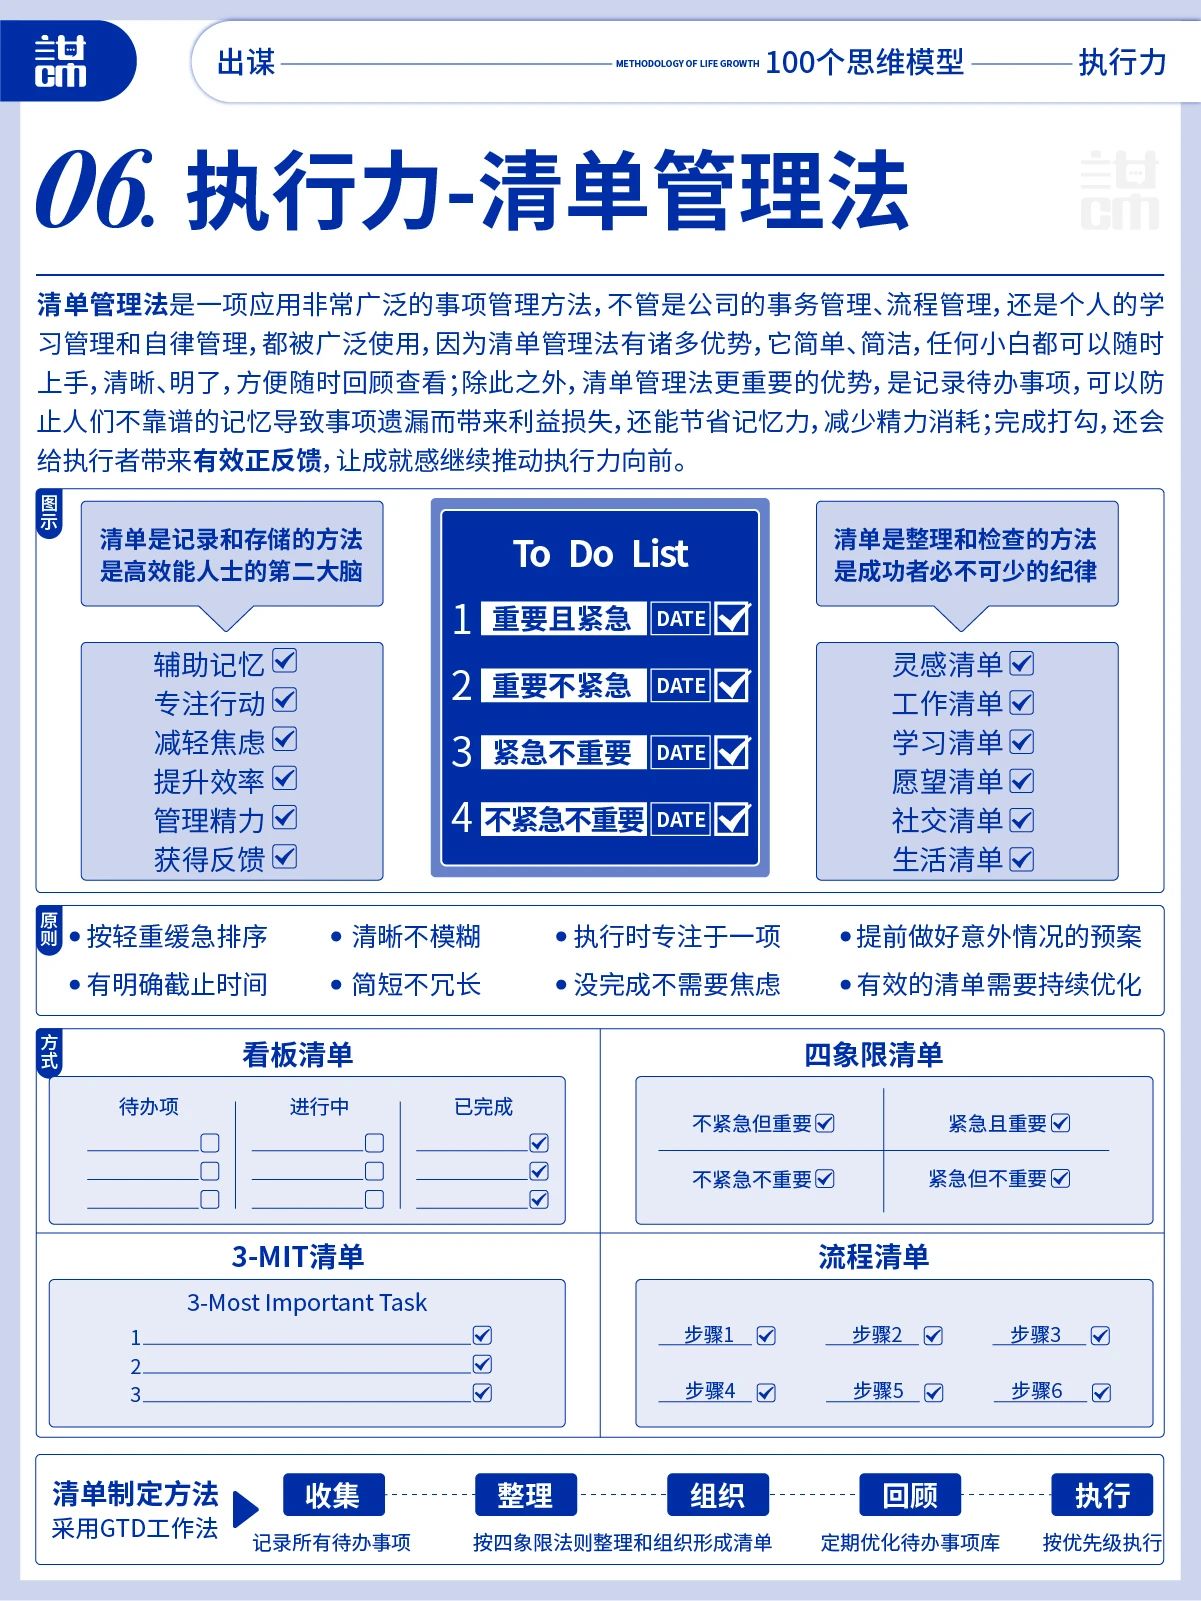 謀
cm
出谋
METHODOLOGY OF LIFE GROWTH
100个思维模型
执行力
06. 执行力-清单管理法
清单管理法是一项应用非常广泛的事项管理方法，不管是公司的事务管理、流程管理，还是个人的学
习管理和自律管理，都被广泛使用，因为清单管理法有诸多优势，它简单、简洁，任何小白都可以随时
上手，清晰、明了，方便随时回顾查看；除此之外，清单管理法更重要的优势，是记录待办事项，可以防
止人们不靠谱的记忆导致事项遗漏而带来利益损失，还能节省记忆力，减少精力消耗；完成打勾，还会
给执行者带来有效正反馈，让成就感继续推动执行力向前。
图示
清单是记录和存储的方法
是高效能人士的第二大脑
辅助记忆
专注行动
减轻焦虑
提升效率
管理精力
获得反馈
To Do List
1 重要且紧急 DATE
2 重要不紧急 DATE
3 紧急不重要 DATE
4 不紧急不重要 DATE
清单是整理和检查的方法
是成功者必不可少的纪律
灵感清单
工作清单
学习清单
愿望清单
社交清单
生活清单
原则
•按轻重缓急排序 • 清晰不模糊 •执行时专注于一项 •提前做好意外情况的预案
•有明确截止时间 • 简短不冗长 •没完成不需要焦虑 •有效的清单需要持续优化
方式
看板清单
待办项 进行中 已完成
四象限清单
不紧急但重要 紧急且重要
不紧急不重要 紧急但不重要
3-MIT清单
3-Most Important Task
1
2
3
流程清单
步骤1 步骤2 步骤3
步骤4 步骤5 步骤6
清单制定方法
采用GTD工作法
收集 整理 组织 回顾 执行
记录所有待办事项 按四象限法则整理和组织形成清单 定期优化待办事项库 按优先级执行